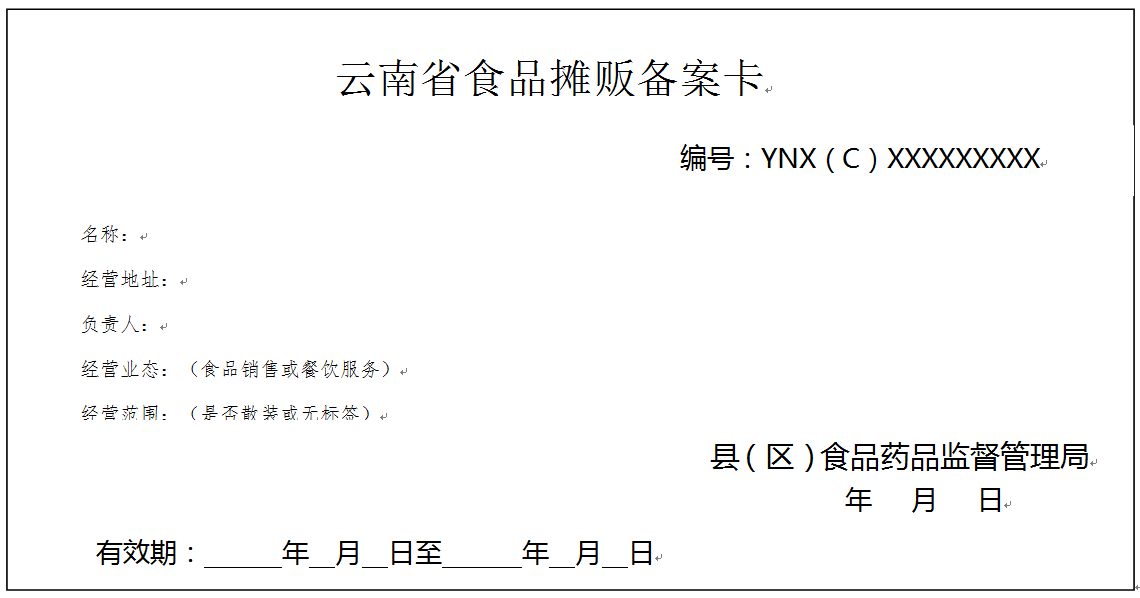 云南省食品摊贩备案卡
编号：YNX（C）XXXXXXXXX
名称：
经营地址：
负责人：
经营业态：（食品销售或餐饮服务）
经营范围：（是否散装或无标签）
县（区）食品药品监督管理局
年 月 日
有效期：______年__月__日至______年__月__日